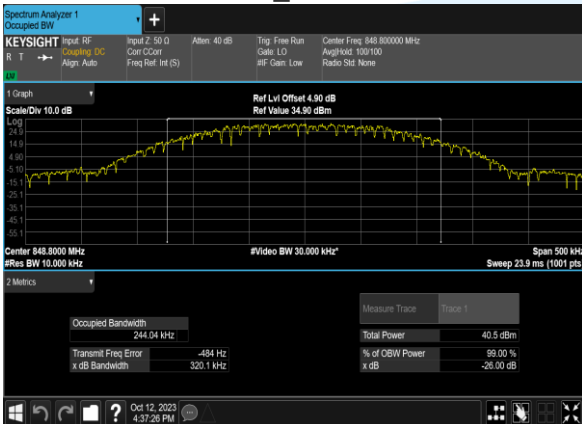 Spectrum Analyzer 1
Occupied BW
+
KEYSIGHT
R T
LXI
Input: RF
Coupling: DC
Align: Auto
Input Z: 50 Ω
Corr CCorr
Freq Ref: Int (S)
Atten: 40 dB
Trig: Free Run
Gate: LO
#IF Gain: Low
Center Freq: 848.800000 MHz
Avg|Hold: 100/100
Radio Std: None
1 Graph
Scale/Div 10.0 dB
Ref Lvl Offset 4.90 dB
Ref Value 34.90 dBm
Log
24.9
14.9
4.90
-5.10
-15.1
-25.1
-35.1
-45.1
-55.1
Center 848.8000 MHz
#Video BW 30.000 kHz*
Span 500 kHz
#Res BW 10.000 kHz
Sweep 23.9 ms (1001 pts)
2 Metrics
Measure Trace Trace 1
Occupied Bandwidth
244.04 kHz
Total Power 40.5 dBm
Transmit Freq Error -484 Hz
% of OBW Power 99.00 %
x dB Bandwidth 320.1 kHz
x dB -26.00 dB
?
Oct 12, 2023
4:37:26 PM